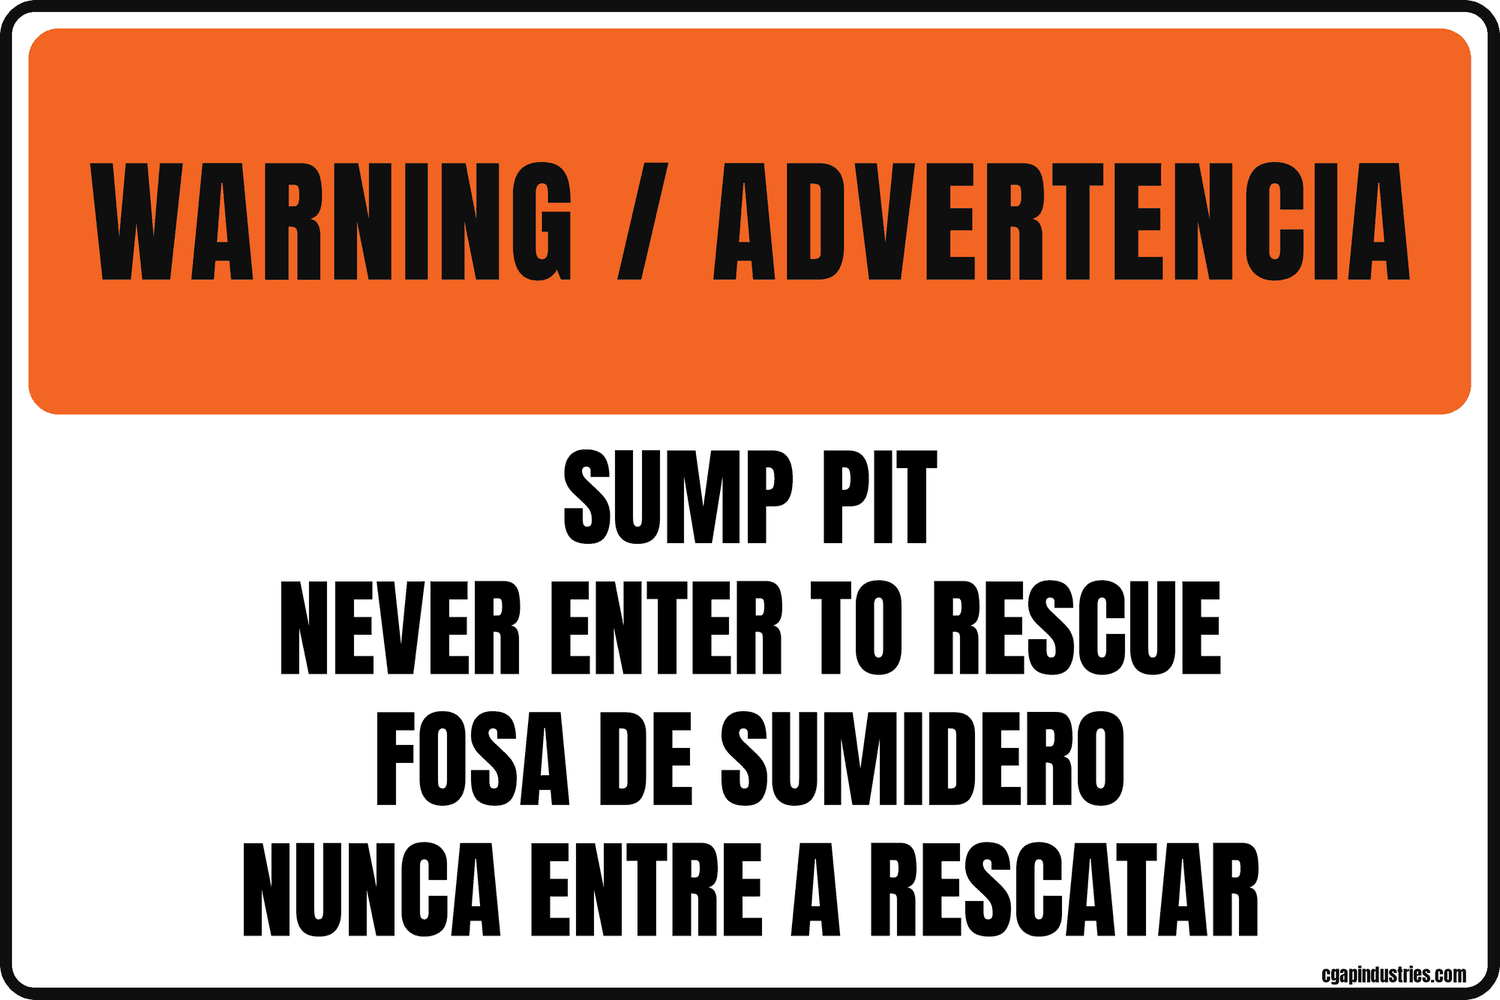 WARNING / ADVERTENCIA
SUMP PIT
NEVER ENTER TO RESCUE
FOSA DE SUMIDERO
NUNCA ENTRE A RESCATAR
cgapindustries.com